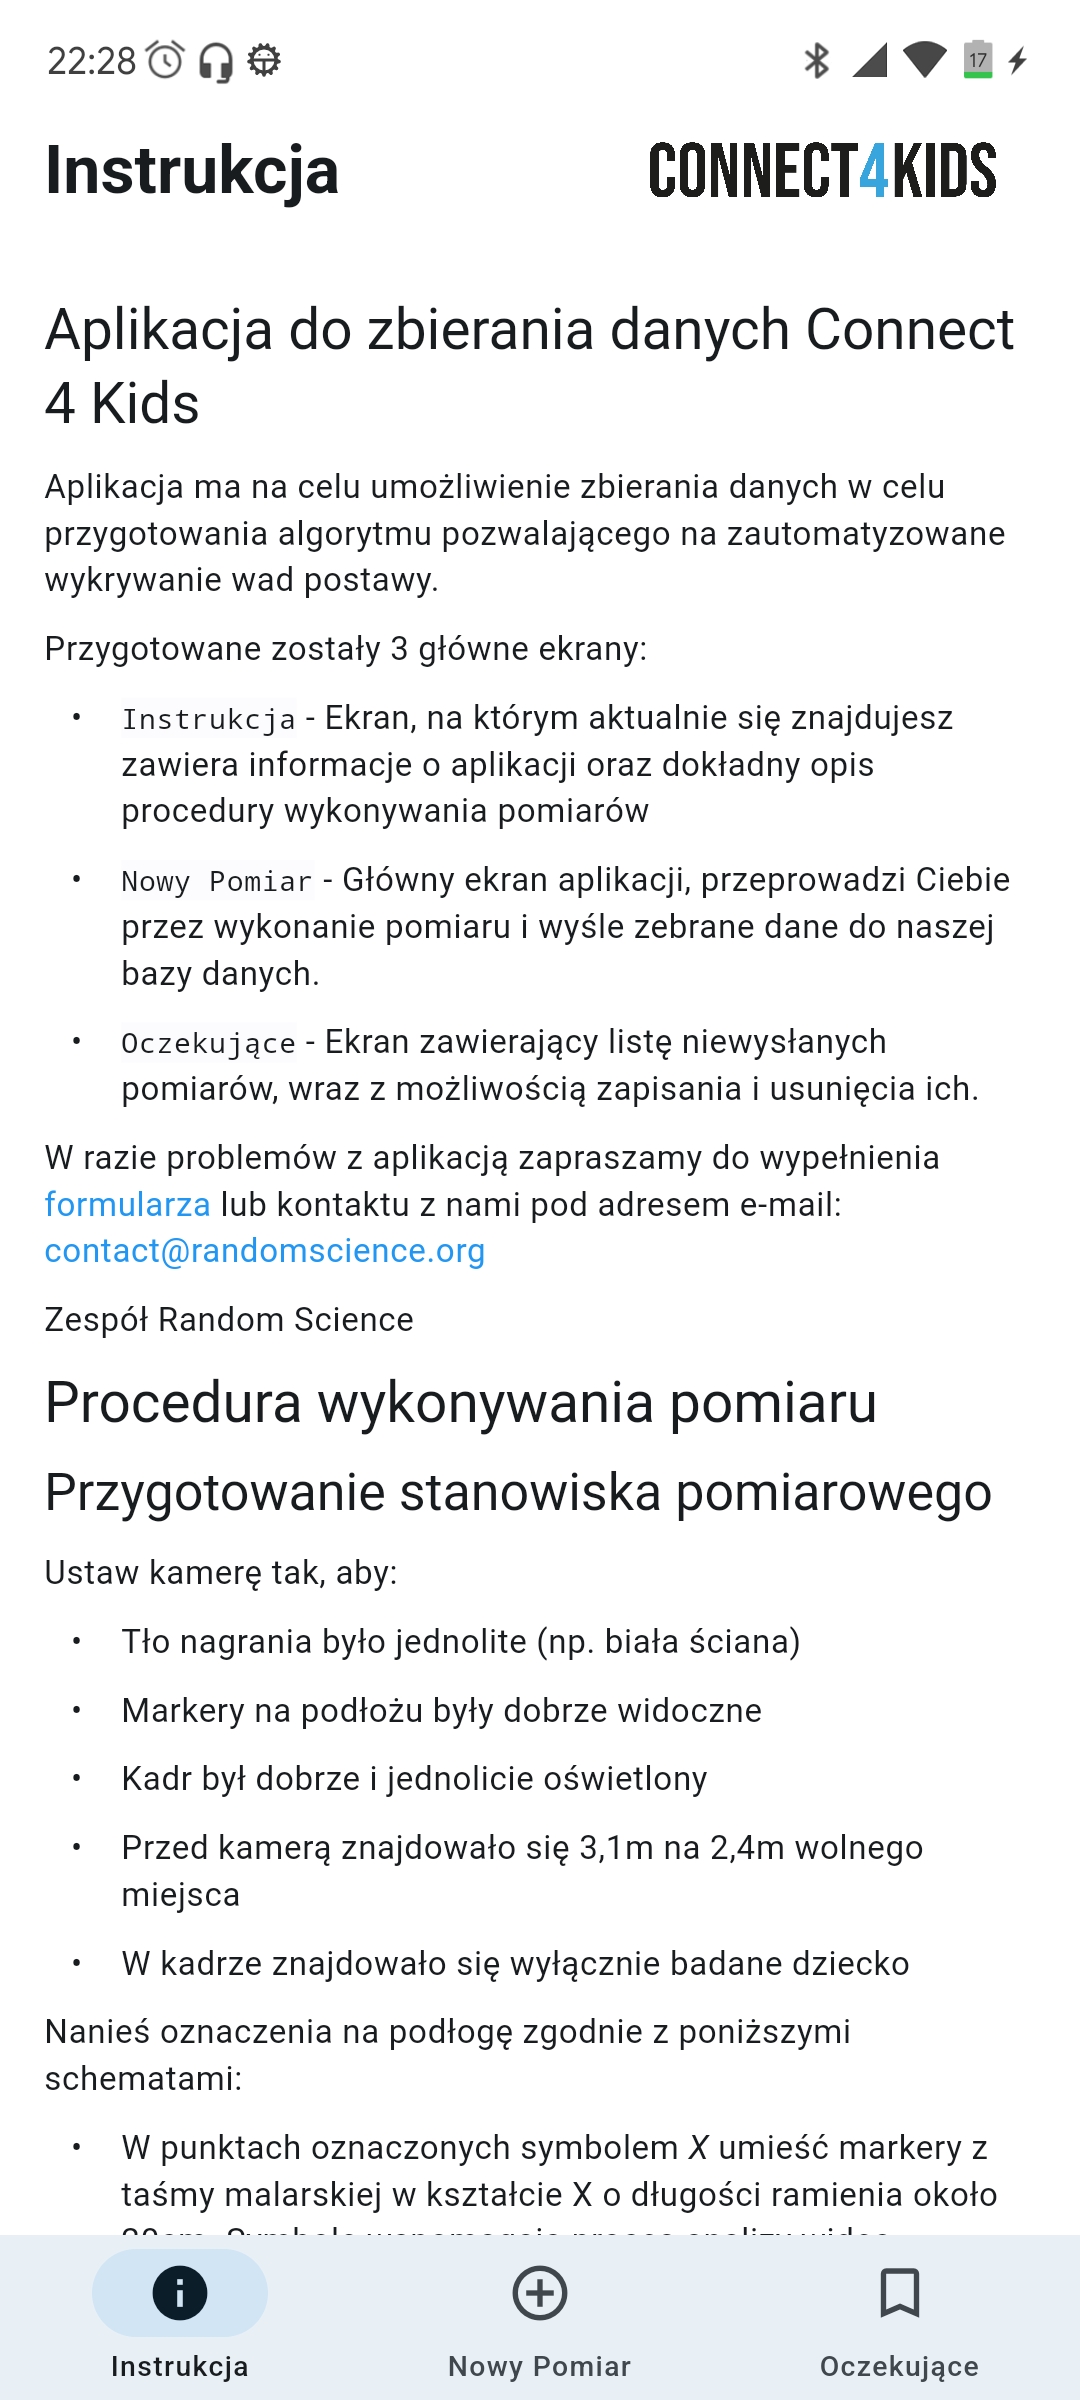 22:28
17
Instrukcja
CONNECT4KIDS
Aplikacja do zbierania danych Connect
4 Kids
Aplikacja ma na celu umożliwienie zbierania danych w celu
przygotowania algorytmu pozwalającego na zautomatyzowane
wykrywanie wad postawy.
Przygotowane zostały 3 główne ekrany:
• Instrukcja - Ekran, na którym aktualnie się znajdujesz
zawiera informacje o aplikacji oraz dokładny opis
procedury wykonywania pomiarów
• Nowy Pomiar - Główny ekran aplikacji, przeprowadzi Ciebie
przez wykonanie pomiaru i wyśle zebrane dane do naszej
bazy danych.
• Oczekujące - Ekran zawierający listę niewysłanych
pomiarów, wraz z możliwością zapisania i usunięcia ich.
W razie problemów z aplikacją zapraszamy do wypełnienia
formularza lub kontaktu z nami pod adresem e-mail:
contact@randomscience.org
Zespół Random Science
Procedura wykonywania pomiaru
Przygotowanie stanowiska pomiarowego
Ustaw kamerę tak, aby:
• Tło nagrania było jednolite (np. biała ściana)
• Markery na podłożu były dobrze widoczne
• Kadr był dobrze i jednolicie oświetlony
• Przed kamerą znajdowało się 3,1m na 2,4m wolnego
miejsca
• W kadrze znajdowało się wyłącznie badane dziecko
Nanieś oznaczenia na podłogę zgodnie z poniższymi
schematami:
• W punktach oznaczonych symbolem X umieść markery z
taśmy malarskiej w kształcie X o długości ramienia około
Instrukcja
Nowy Pomiar
Oczekujące